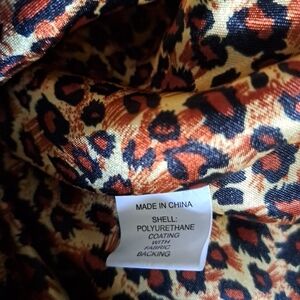 MADE IN CHINA
SHELL:
POLYURETHANE
COATING
WITH
FABRIC
BACKING